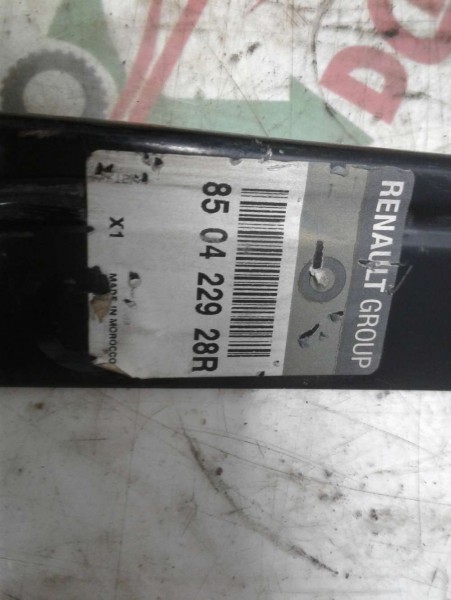 RENAULT GROUP
85 04 229 28R
X1
MADE IN MOROCCO